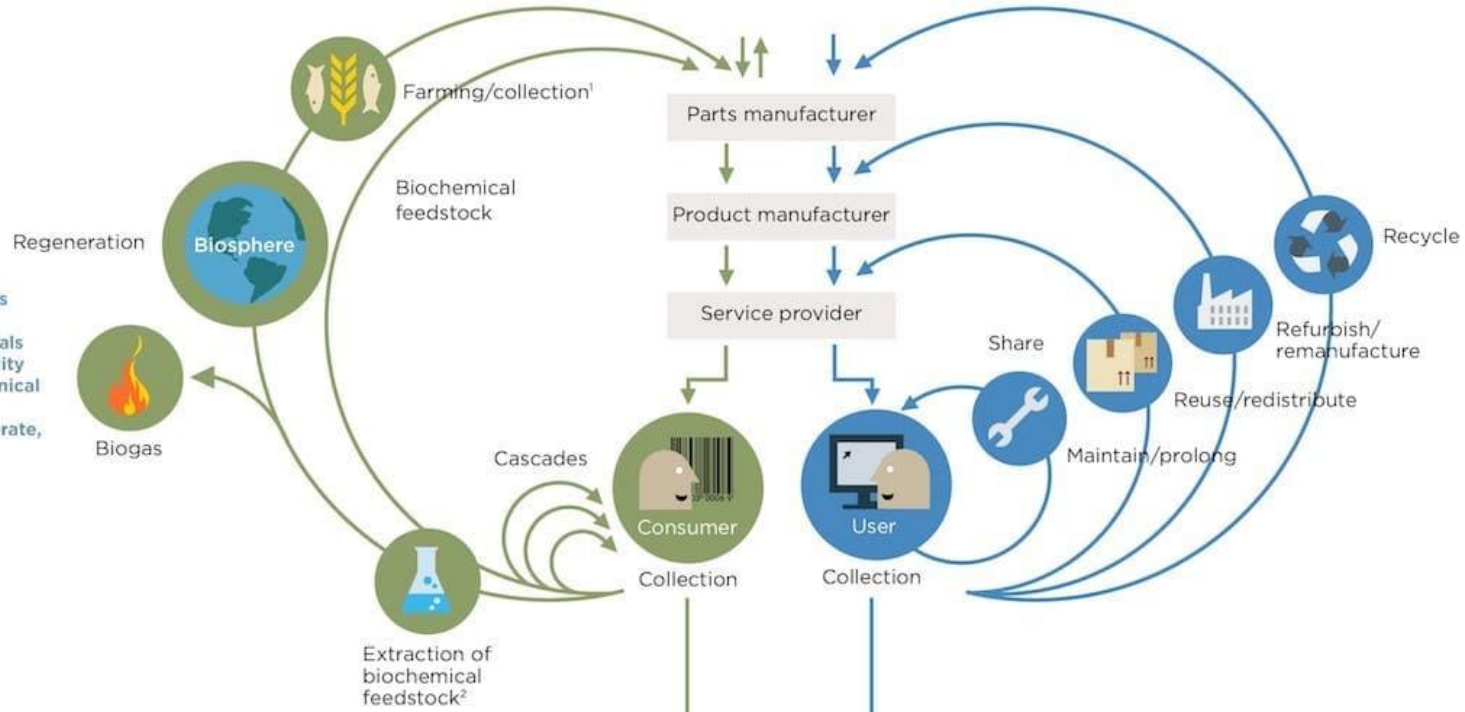 Farming/collection¹
Parts manufacturer
Biochemical
feedstock
Product manufacturer
Regeneration
Biosphere
Recycle
Service provider
Share
Refurbish/
remanufacture
Reuse/redistribute
Biogas
Cascades
Maintain/prolong
Consumer
User
Collection
Collection
Extraction of
biochemical
feedstock²